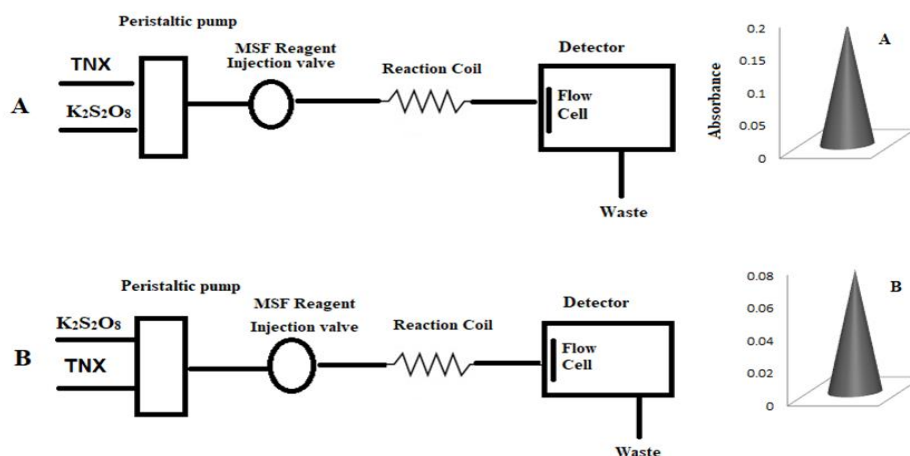 Peristaltic pump
MSF Reagent
Injection valve
TNX
K₂S₂O₈
A
Reaction Coil
Detector
Flow
Cell
Waste
Absorbance
0.2
0.15
0.1
0.05
0
A
Peristaltic pump
MSF Reagent
Injection valve
K₂S₂O₈
TNX
B
Reaction Coil
Detector
Flow
Cell
Waste
0.08
0.06
0.04
0.02
0
B